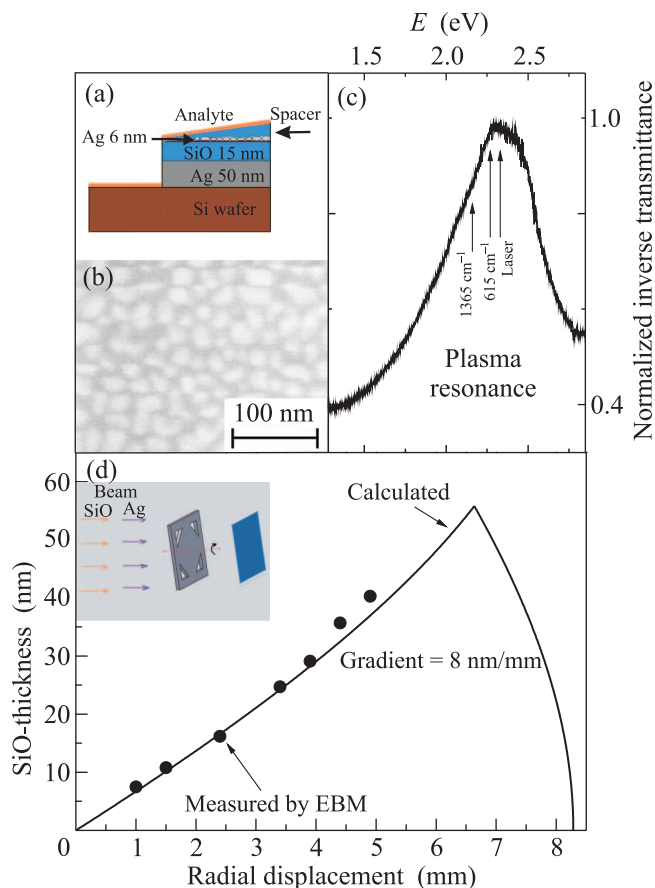 E (eV)
1.5 2.0 2.5
(a)
Analyte
Spacer
Ag 6 nm
SiO 15 nm
Ag 50 nm
Si wafer
(b)
100 nm
(c)
1.0
0.4
Normalized inverse transmittance
1365 cm⁻¹
615 cm⁻¹
Laser
Plasma
resonance
(d)
Beam
SiO Ag
Calculated
Gradient = 8 nm/mm
Measured by EBM
60
50
40
30
20
10
0 1 2 3 4 5 6 7 8
SiO-thickness (nm)
Radial displacement (mm)